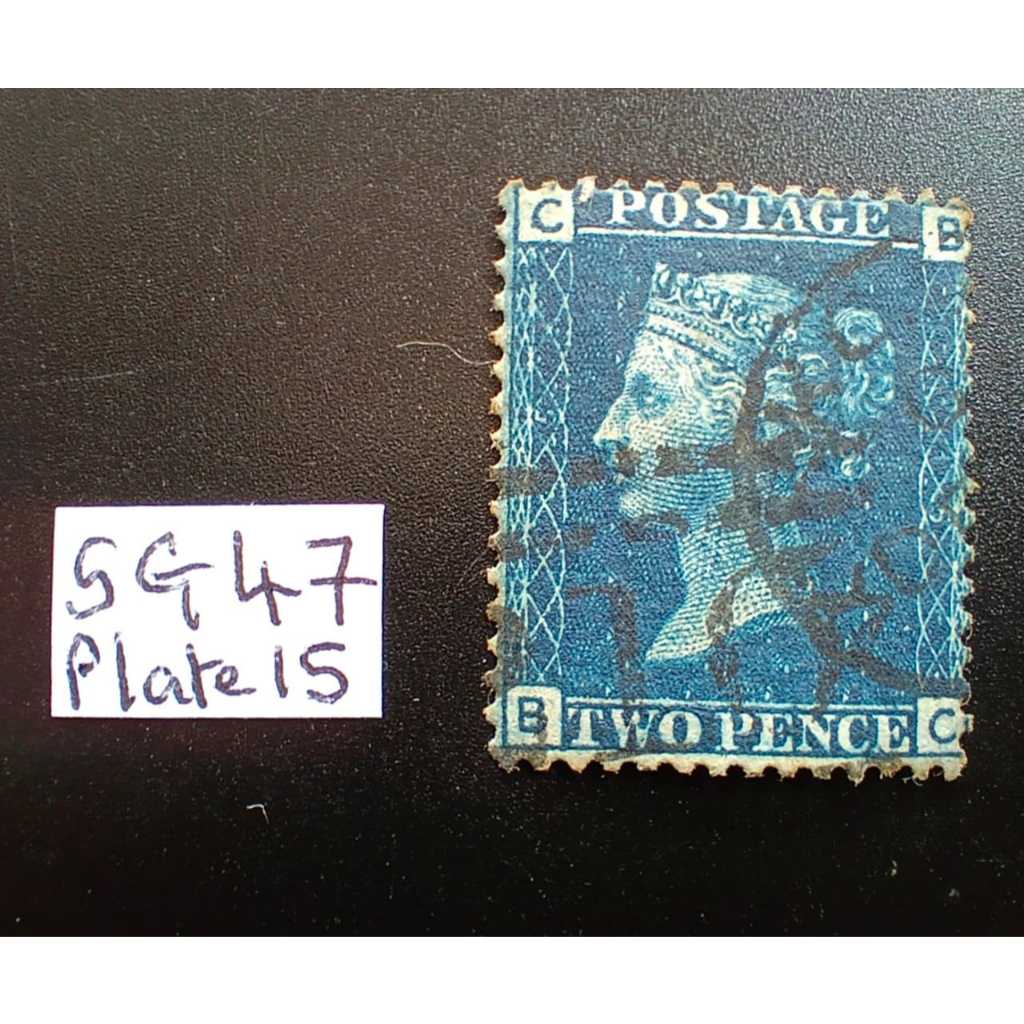 C POSTAGE B
SG47
Plate 15
B TWO PENCE C